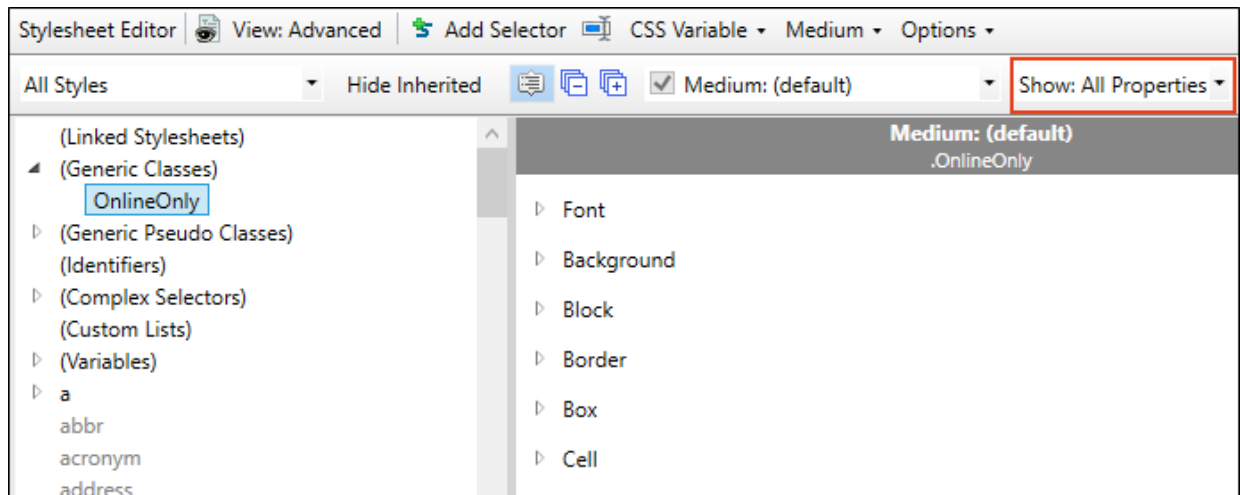 Stylesheet Editor View: Advanced Add Selector CSS Variable Medium Options
All Styles Hide Inherited Medium: (default) Show: All Properties
(Linked Stylesheets)
(Generic Classes)
OnlineOnly
(Generic Pseudo Classes)
(Identifiers)
(Complex Selectors)
(Custom Lists)
(Variables)
a
abbr
acronym
address
Medium: (default)
.OnlineOnly
Font
Background
Block
Border
Box
Cell